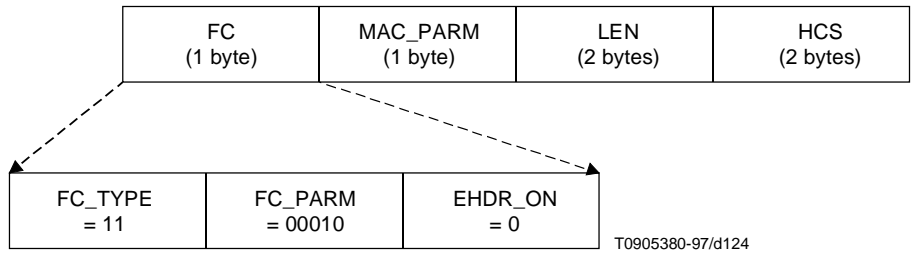 FC MAC_PARM LEN HCS
(1 byte) (1 byte) (2 bytes) (2 bytes)
FC_TYPE FC_PARM EHDR_ON
= 11 = 00010 = 0
T0905380-97/d124